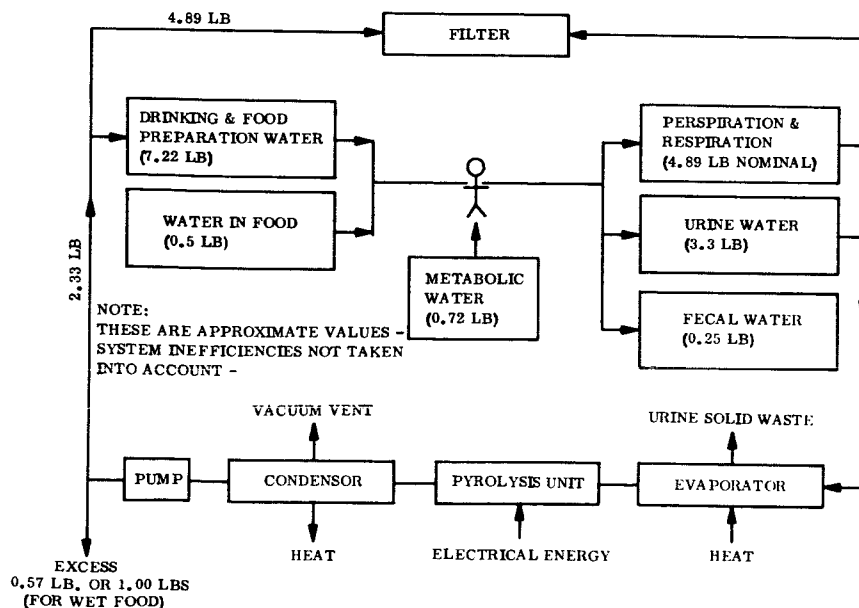 4.89 LB
FILTER
DRINKING & FOOD
PREPARATION WATER
(7.22 LB)
PERSPIRATION &
RESPIRATION
(4.89 LB NOMINAL)
WATER IN FOOD
(0.5 LB)
URINE WATER
(3.3 LB)
2.33 LB
METABOLIC
WATER
(0.72 LB)
FECAL WATER
(0.25 LB)
NOTE:
THESE ARE APPROXIMATE VALUES -
SYSTEM INEFFICIENCIES NOT TAKEN
INTO ACCOUNT -
VACUUM VENT
URINE SOLID WASTE
PUMP
CONDENSOR
PYROLYSIS UNIT
EVAPORATOR
HEAT
ELECTRICAL ENERGY
HEAT
EXCESS
0.57 LB. OR 1.00 LBS
(FOR WET FOOD)